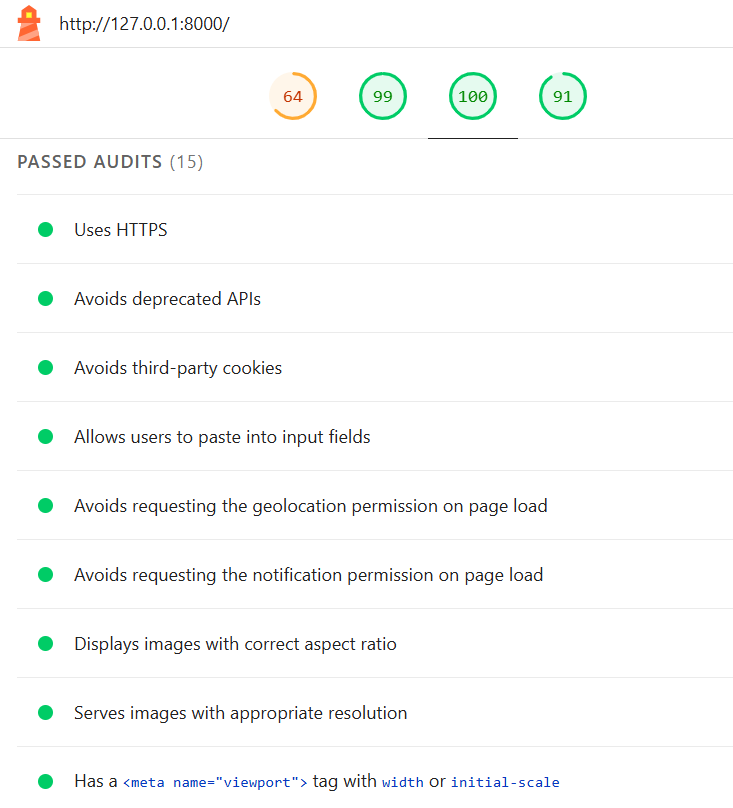 http://127.0.0.1:8000/
64 99 100 91
PASSED AUDITS (15)
Uses HTTPS
Avoids deprecated APIs
Avoids third-party cookies
Allows users to paste into input fields
Avoids requesting the geolocation permission on page load
Avoids requesting the notification permission on page load
Displays images with correct aspect ratio
Serves images with appropriate resolution
Has a <meta name="viewport"> tag with width or initial-scale